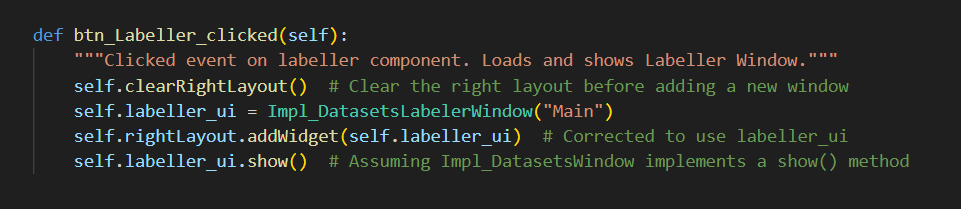 def btn_Labeller_clicked(self):
    """Clicked event on labeller component. Loads and shows Labeller Window."""
    self.clearRightLayout()  # Clear the right layout before adding a new window
    self.labeller_ui = Impl_DatasetsLabelerWindow("Main")
    self.rightLayout.addWidget(self.labeller_ui)  # Corrected to use labeller_ui
    self.labeller_ui.show()  # Assuming Impl_DatasetsWindow implements a show() method